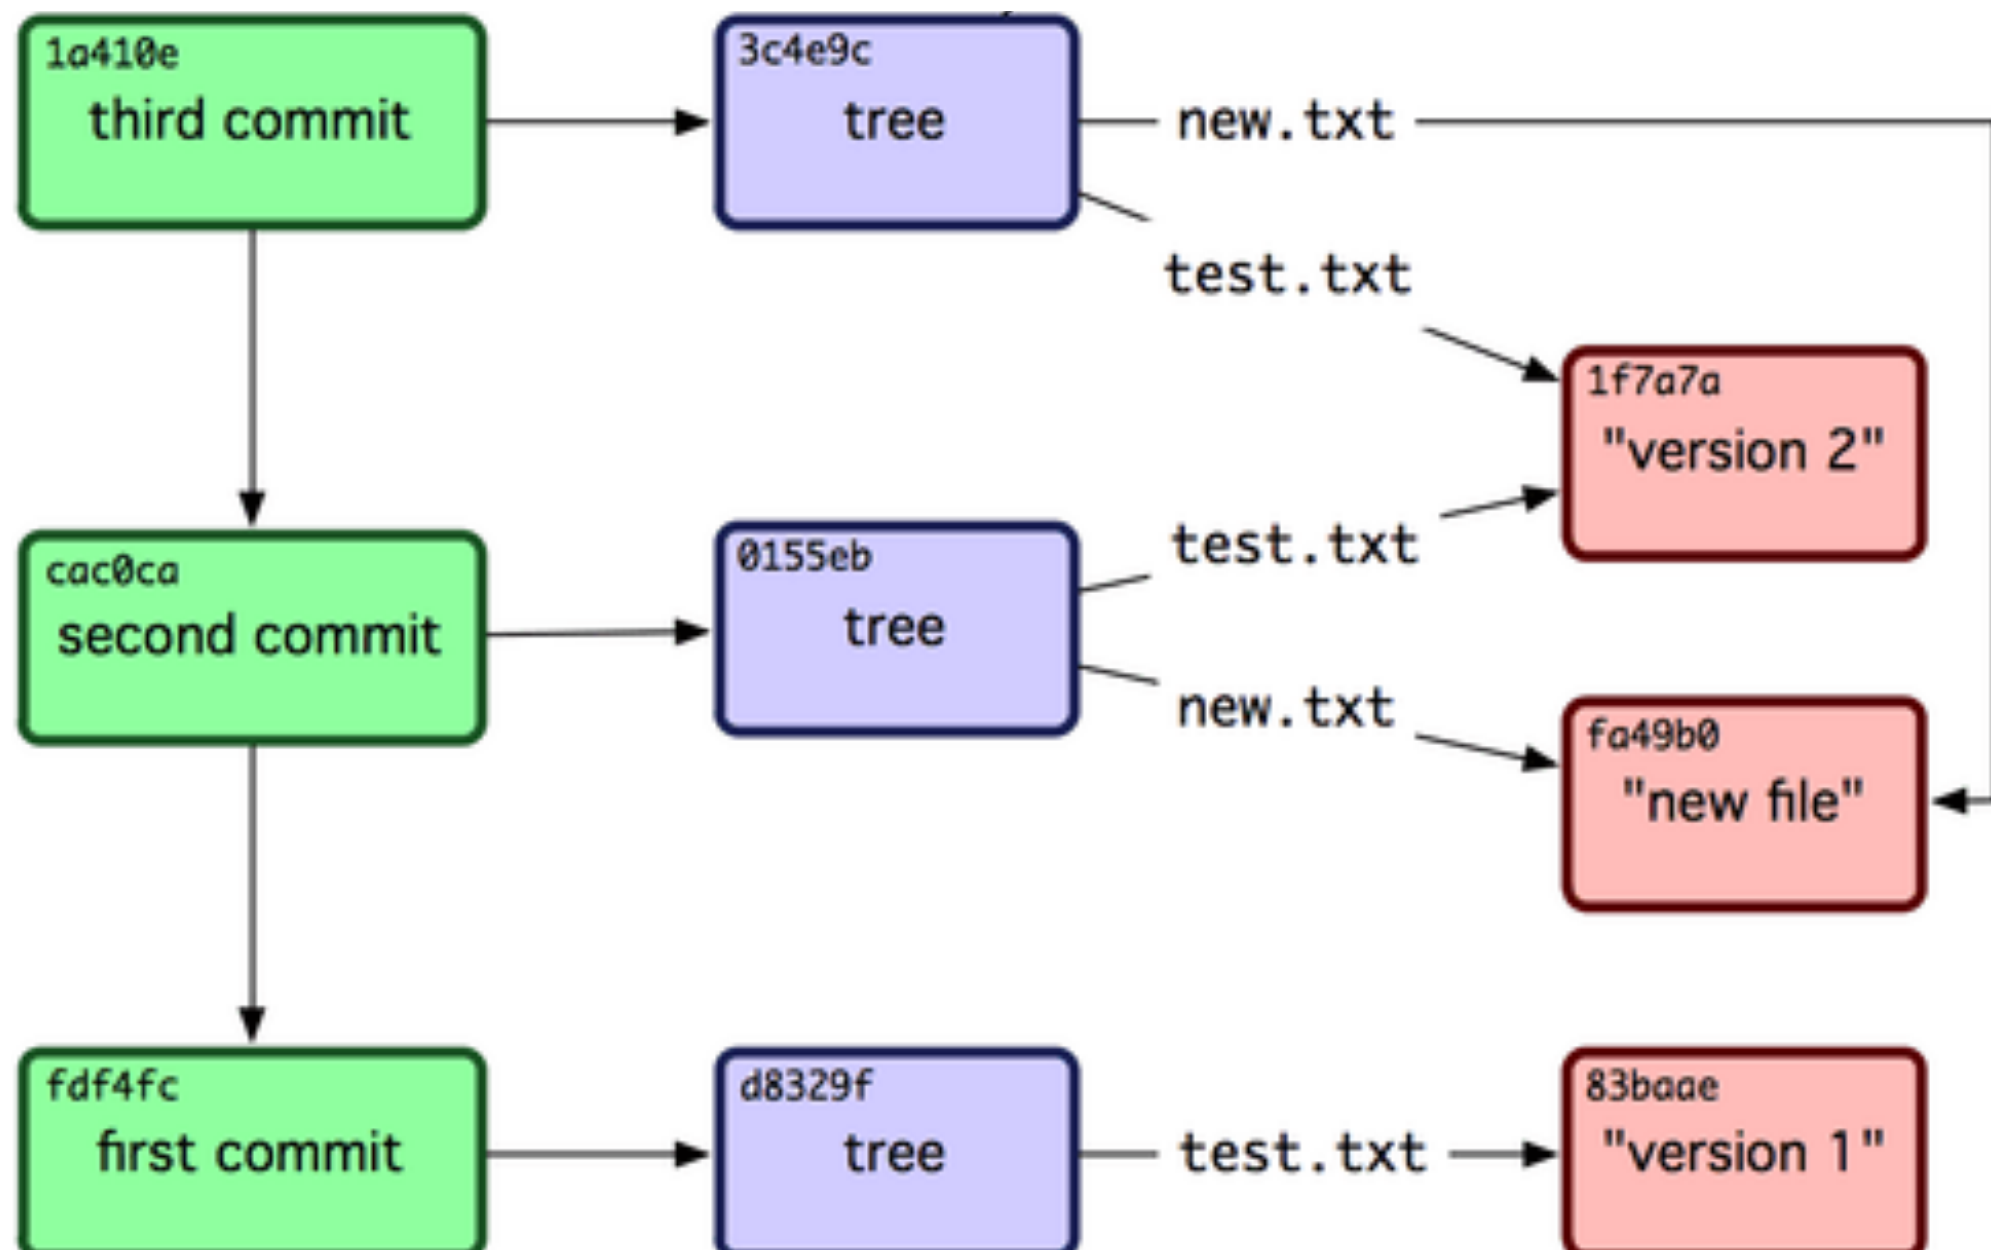 1a410e
third commit
3c4e9c
tree
new.txt
test.txt
1f7a7a
"version 2"
cac0ca
second commit
0155eb
tree
test.txt
new.txt
fa49b0
"new file"
fdf4fc
first commit
d8329f
tree
test.txt
83baae
"version 1"